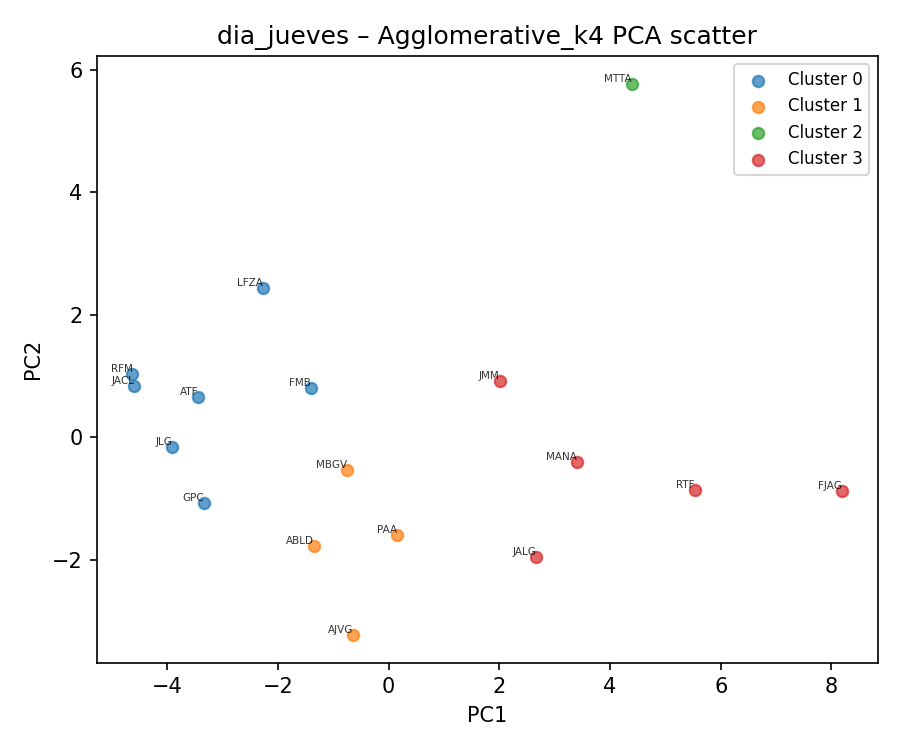 dia_jueves – Agglomerative_k4 PCA scatter
Cluster 0
Cluster 1
Cluster 2
Cluster 3
MTTA
LFZA
RFM
JACL
ATF
FMB
JMM
JLG
MBGV
MANA
GPC
RTF
FJAG
ABLD
PAA
JALG
AJVG
6
4
2
0
−2
PC2
−4
−2
0
2
4
6
8
PC1